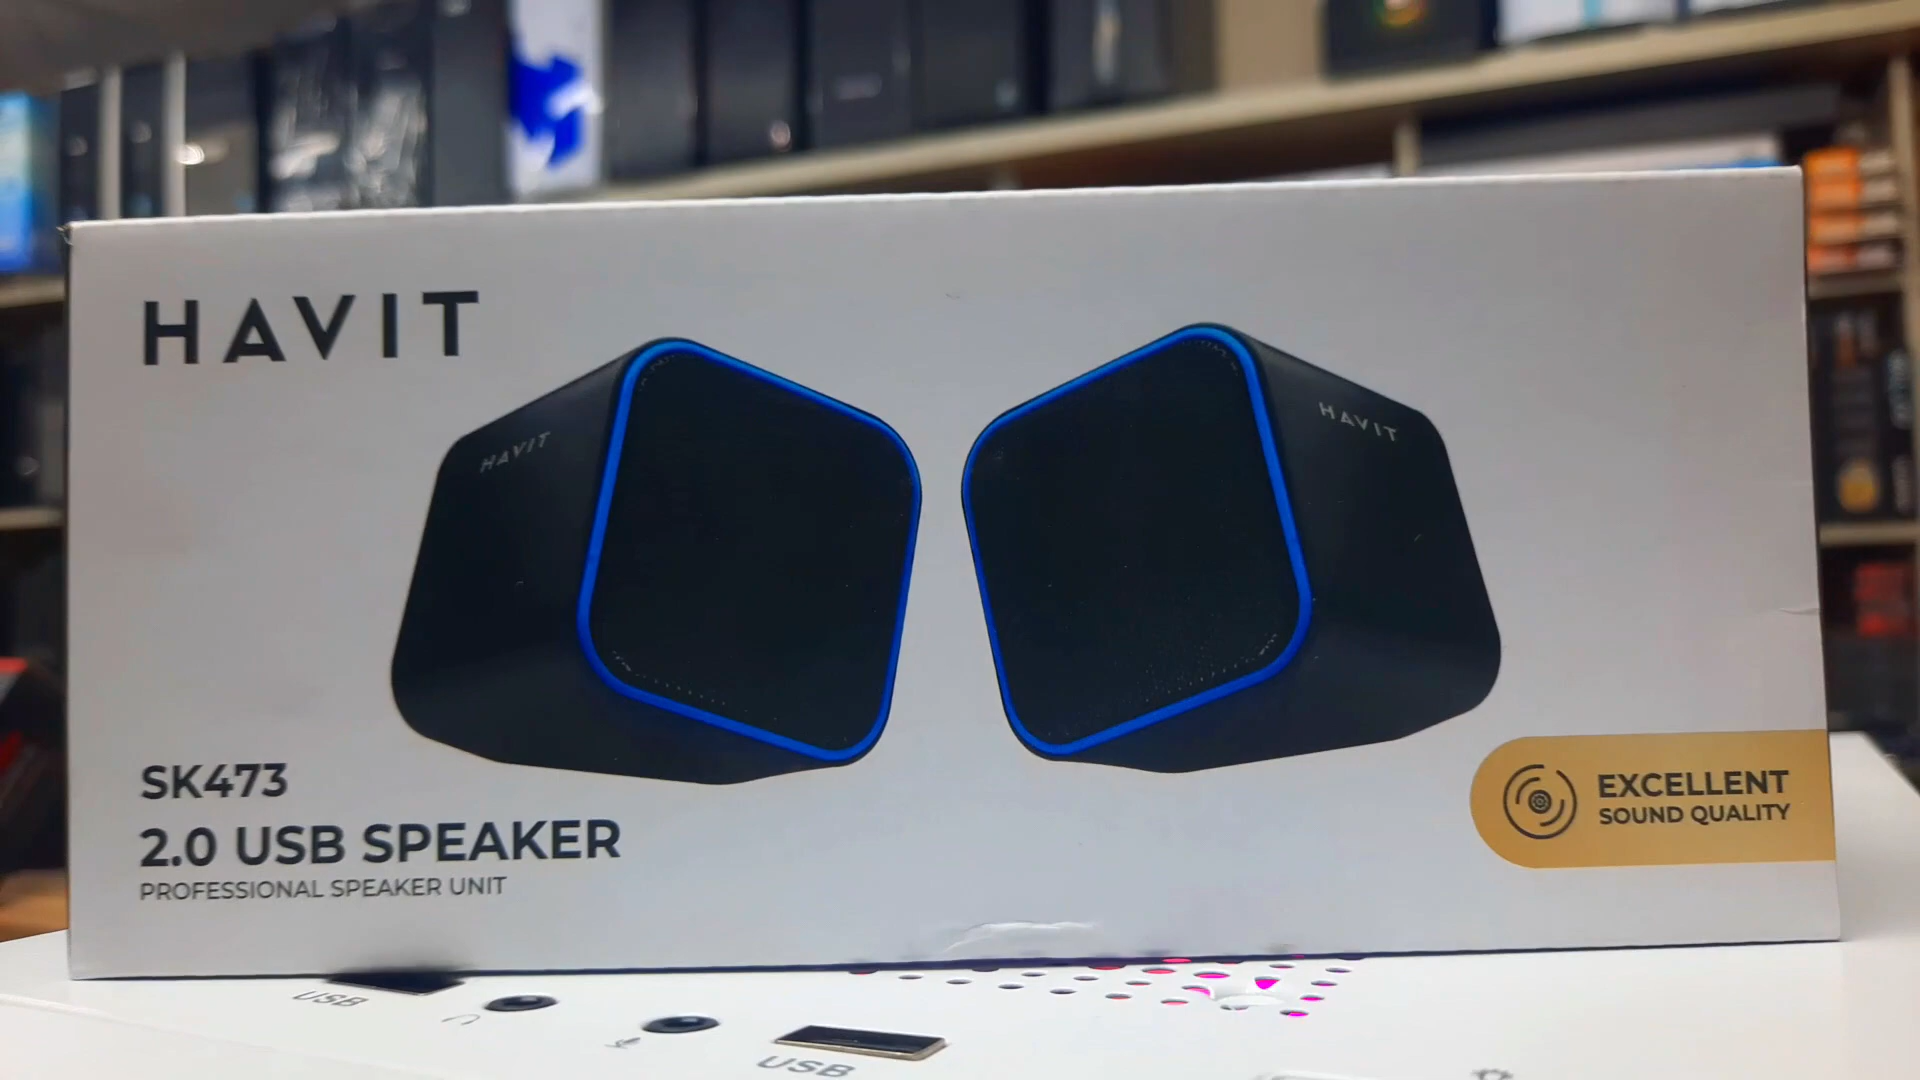 HAVIT
HAVIT
HAVIT
SK473
2.0 USB SPEAKER
PROFESSIONAL SPEAKER UNIT
EXCELLENT
SOUND QUALITY
USB
USB